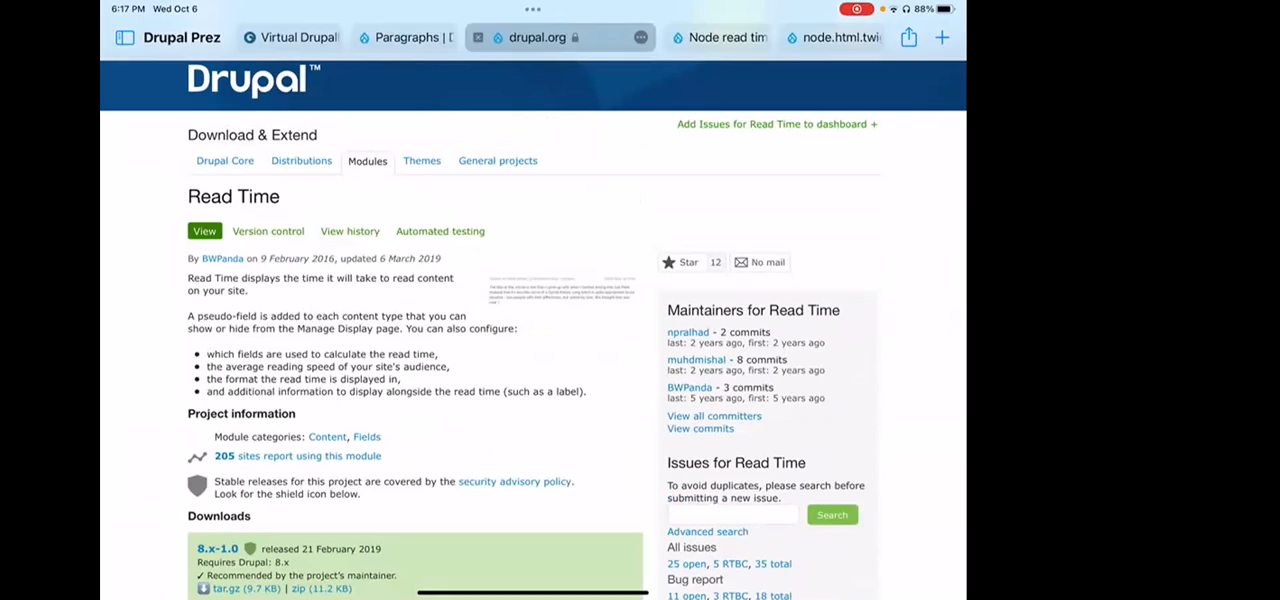 6:17 PM Wed Oct 6
88%
Drupal Prez
Virtual Drupal
Paragraphs | D
drupal.org
Node read tim
node.html.twi
Drupal™
Add Issues for Read Time to dashboard +
Download & Extend
Drupal Core Distributions Modules Themes General projects
Read Time
View Version control View history Automated testing
By BWPanda on 9 February 2016, updated 6 March 2019
Star 12 No mail
Read Time displays the time it will take to read content
on your site.
A pseudo-field is added to each content type that you can
show or hide from the Manage Display page. You can also configure:
which fields are used to calculate the read time,
the average reading speed of your site's audience,
the format the read time is displayed in,
and additional information to display alongside the read time (such as a label).
Project information
Module categories: Content, Fields
205 sites report using this module
Stable releases for this project are covered by the security advisory policy.
Look for the shield icon below.
Downloads
8.x-1.0 released 21 February 2019
Requires Drupal: 8.x
✓ Recommended by the project's maintainer.
tar.gz (9.7 KB) | zip (11.2 KB)
Maintainers for Read Time
npralhad - 2 commits
last: 2 years ago, first: 2 years ago
muhdmishal - 8 commits
last: 2 years ago, first: 2 years ago
BWPanda - 3 commits
last: 5 years ago, first: 5 years ago
View all committers
View commits
Issues for Read Time
To avoid duplicates, please search before
submitting a new issue.
Search
Advanced search
All issues
25 open, 5 RTBC, 35 total
Bug report
11 open, 3 RTBC, 18 total